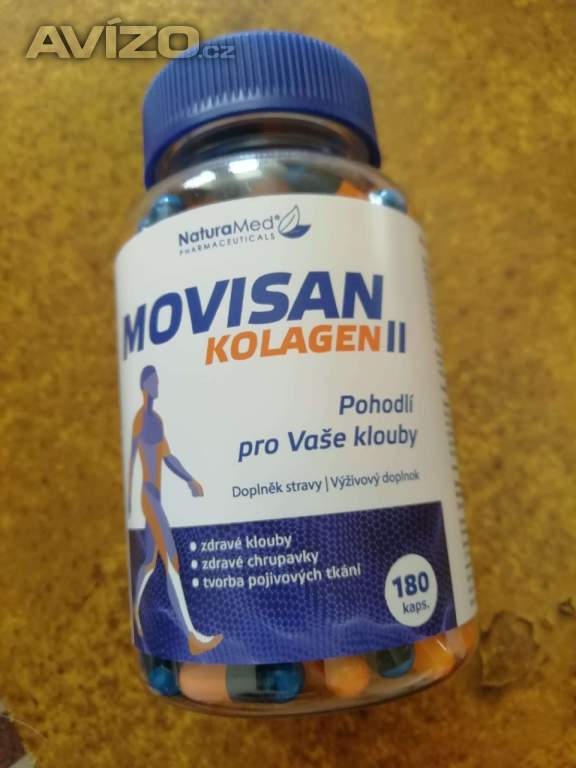 AVÍZO.cz
NaturaMed®
PHARMACEUTICALS
MOVISAN
KOLAGEN II
Pohodlí
pro Vaše klouby
Doplněk stravy | Výživový doplnok
• zdravé klouby
• zdravé chrupavky
• tvorba pojivových tkání
180
kaps.